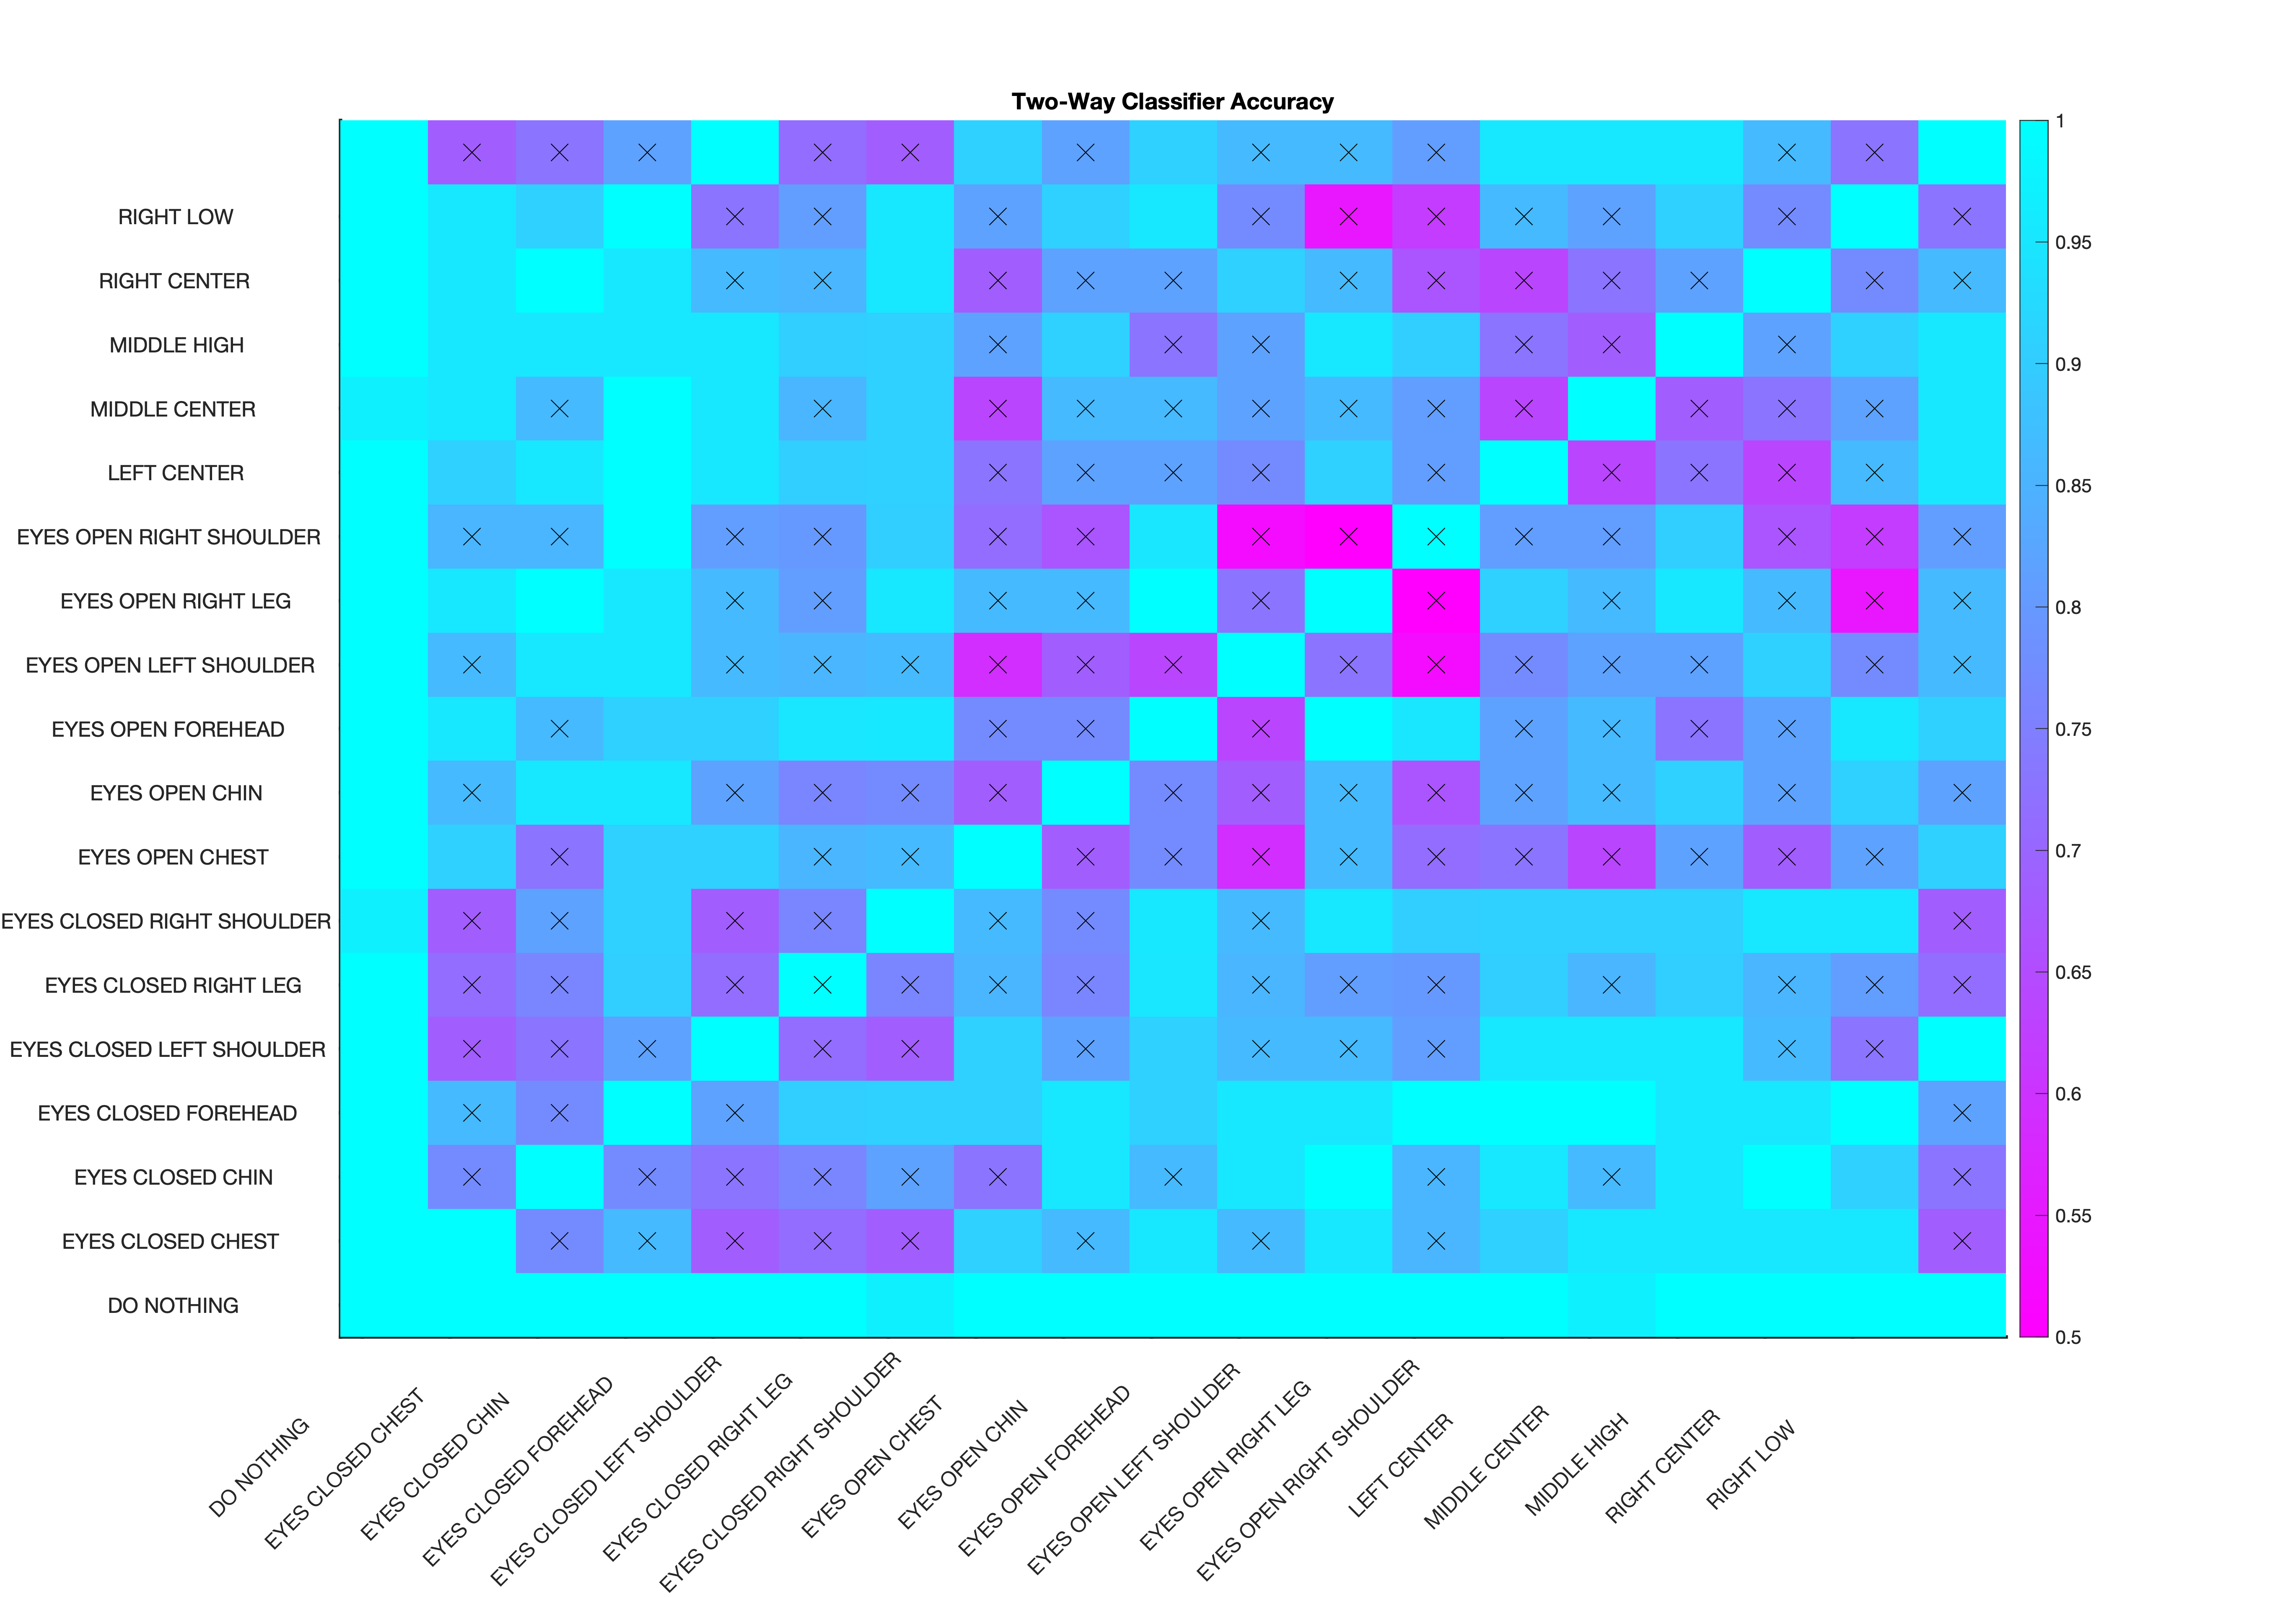 Two-Way Classifier Accuracy
RIGHT LOW
RIGHT CENTER
MIDDLE HIGH
MIDDLE CENTER
LEFT CENTER
EYES OPEN RIGHT SHOULDER
EYES OPEN RIGHT LEG
EYES OPEN LEFT SHOULDER
EYES OPEN FOREHEAD
EYES OPEN CHIN
EYES OPEN CHEST
EYES CLOSED RIGHT SHOULDER
EYES CLOSED RIGHT LEG
EYES CLOSED LEFT SHOULDER
EYES CLOSED FOREHEAD
EYES CLOSED CHIN
EYES CLOSED CHEST
DO NOTHING
DO NOTHING
EYES CLOSED CHEST
EYES CLOSED CHIN
EYES CLOSED FOREHEAD
EYES CLOSED LEFT SHOULDER
EYES CLOSED RIGHT LEG
EYES CLOSED RIGHT SHOULDER
EYES OPEN CHEST
EYES OPEN CHIN
EYES OPEN FOREHEAD
EYES OPEN LEFT SHOULDER
EYES OPEN RIGHT LEG
EYES OPEN RIGHT SHOULDER
LEFT CENTER
MIDDLE CENTER
MIDDLE HIGH
RIGHT CENTER
RIGHT LOW
1
0.95
0.9
0.85
0.8
0.75
0.7
0.65
0.6
0.55
0.5